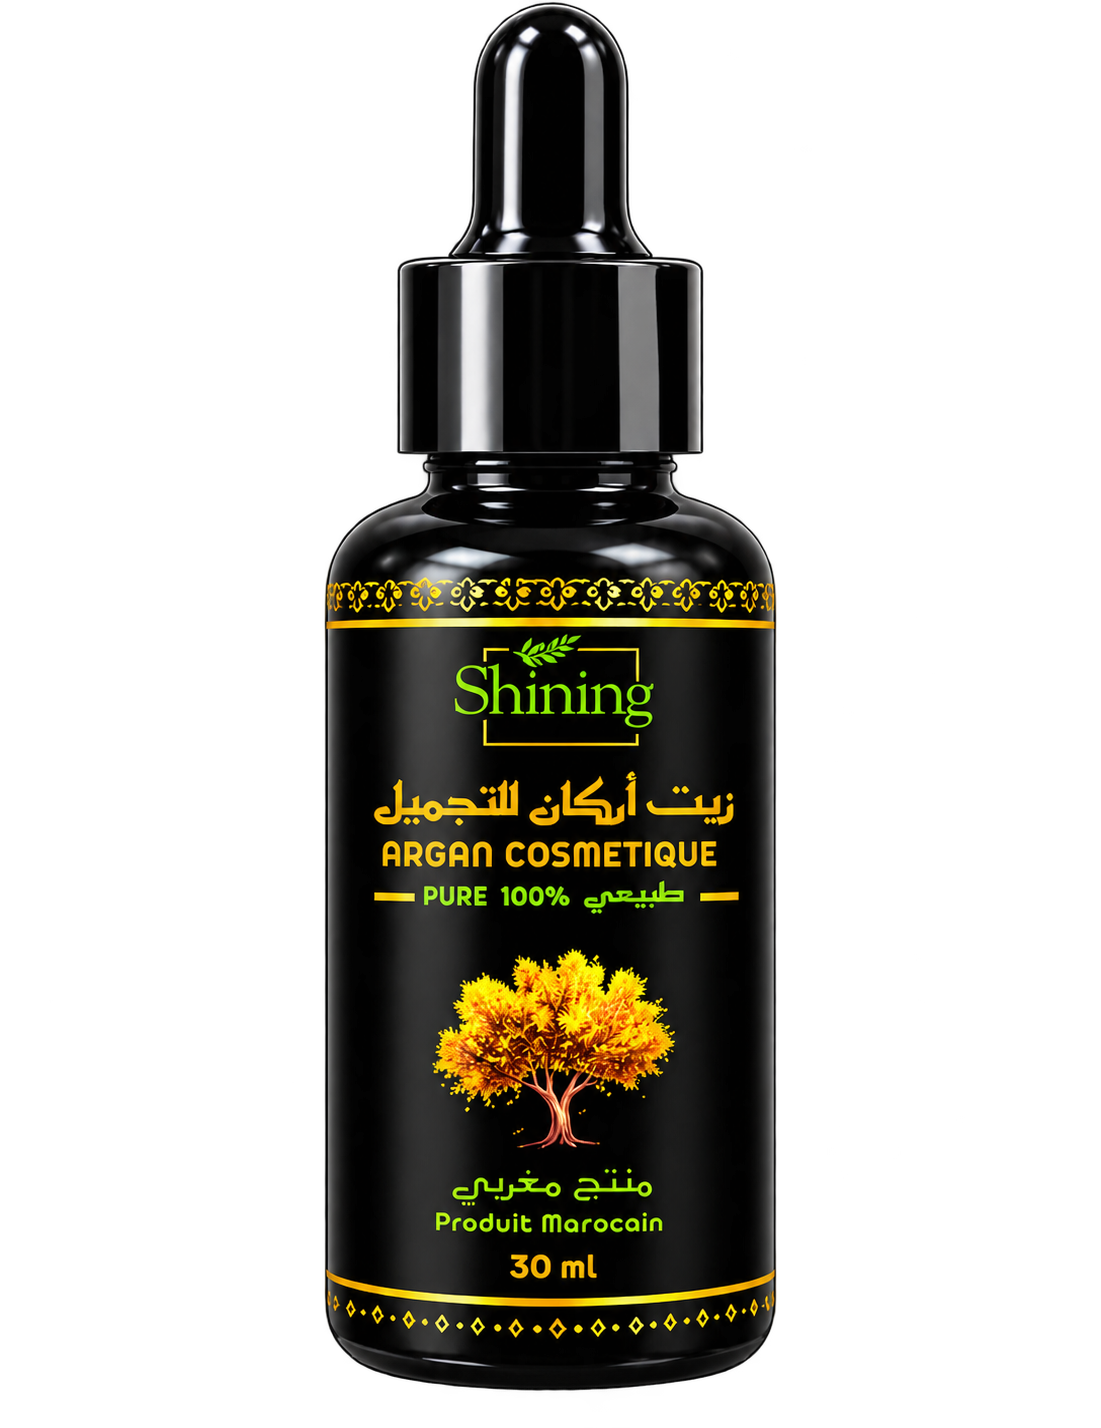 Shining
زيت أركان للتجميل
ARGAN COSMETIQUE
PURE 100% طبيعي
منتج مغربي
Produit Marocain
30 ml